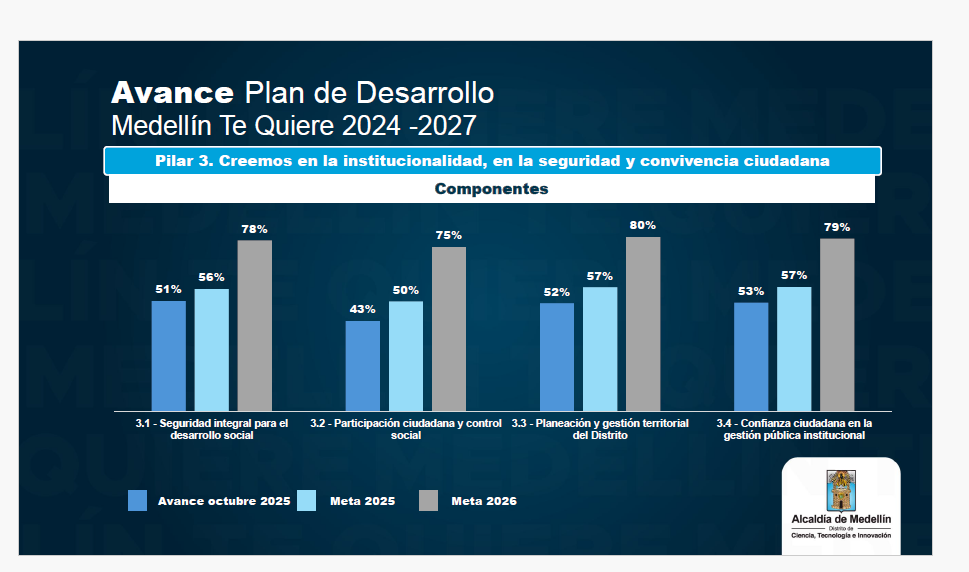 Avance Plan de Desarrollo
Medellín Te Quiere 2024 -2027
Pilar 3. Creemos en la institucionalidad, en la seguridad y convivencia ciudadana
Componentes
51%
56%
78%
43%
50%
75%
52%
57%
80%
53%
57%
79%
3.1 - Seguridad integral para el
desarrollo social
3.2 - Participación ciudadana y control
social
3.3 - Planeación y gestión territorial
del Distrito
3.4 - Confianza ciudadana en la
gestión pública institucional
Avance octubre 2025
Meta 2025
Meta 2026
Alcaldía de Medellín
Distrito de
Ciencia, Tecnología e Innovación